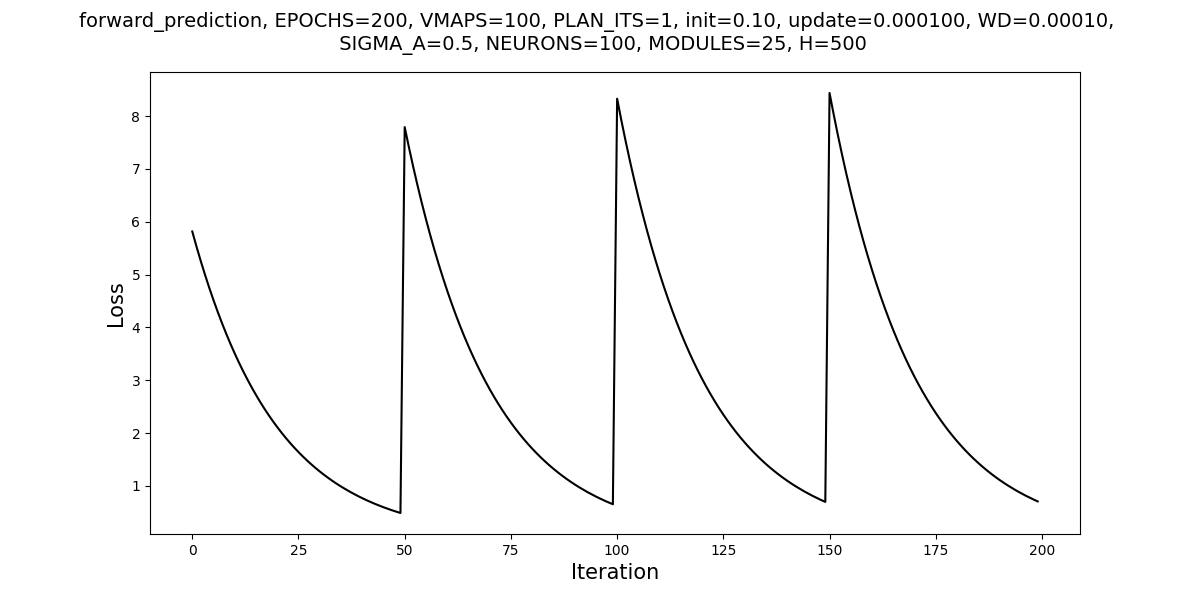 forward_prediction, EPOCHS=200, VMAPS=100, PLAN_ITS=1, init=0.10, update=0.000100, WD=0.00010,
SIGMA_A=0.5, NEURONS=100, MODULES=25, H=500
8
7
6
5
4
3
2
1
Loss
0 25 50 75 100 125 150 175 200
Iteration